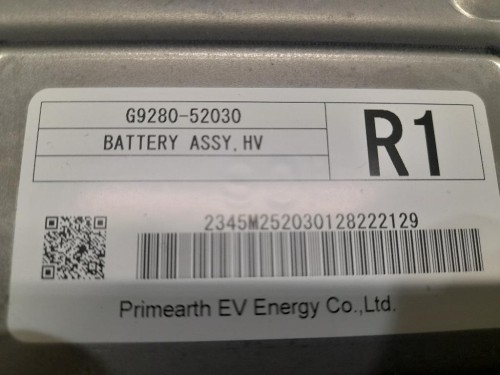 G9280-52030
BATTERY ASSY, HV
R1
2345M252030128222129
Primearth EV Energy Co.,Ltd.